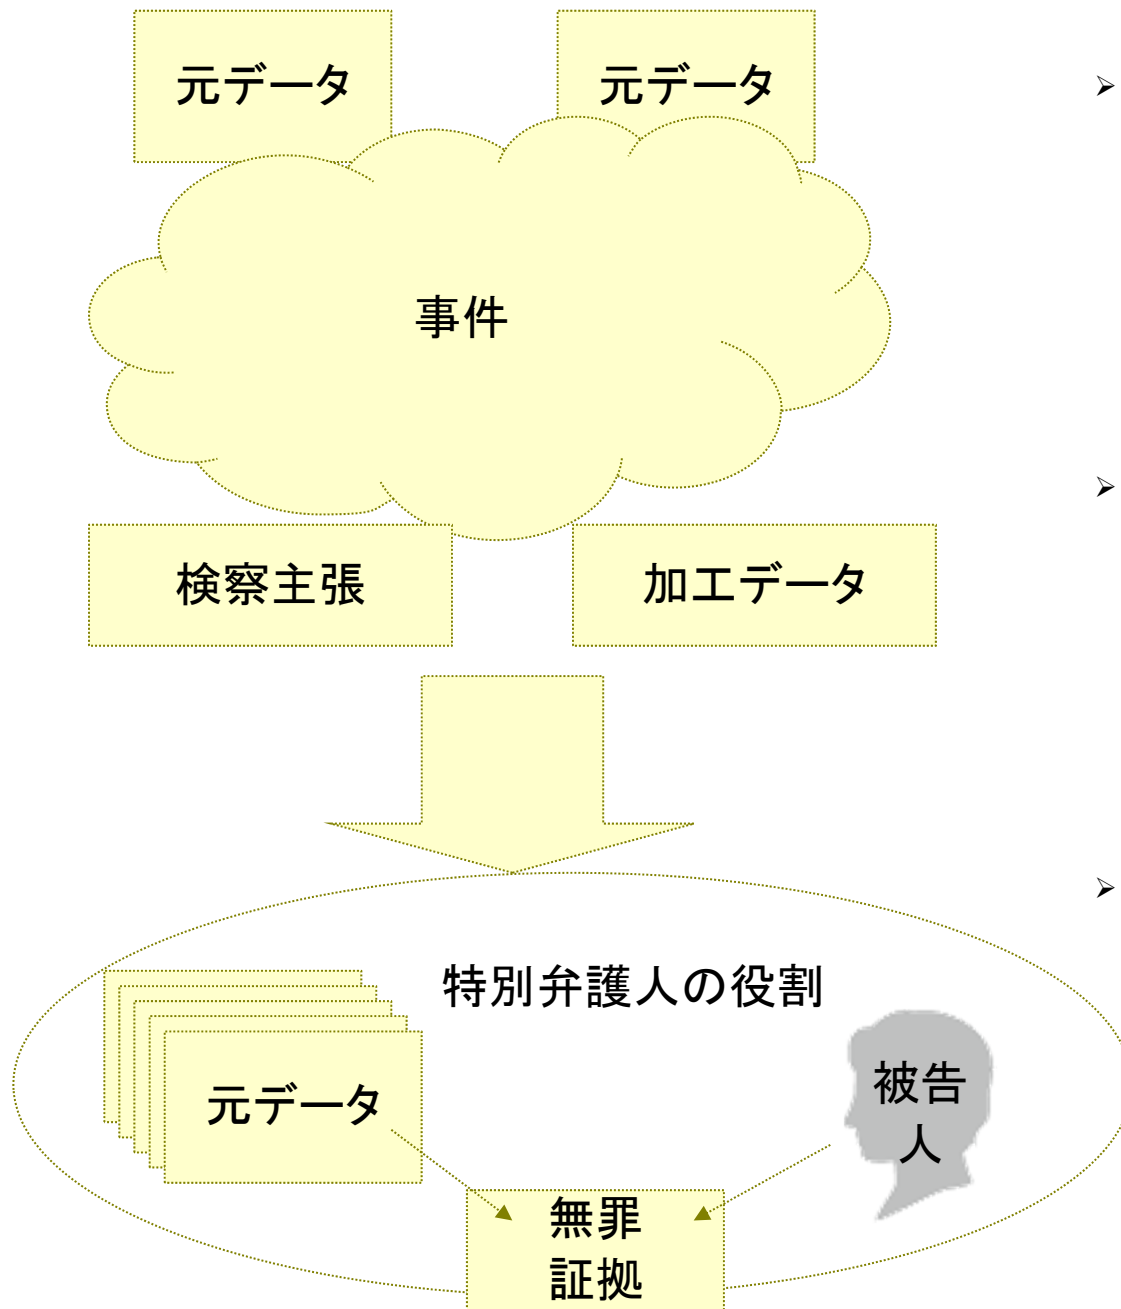 元データ
元データ
事件
検察主張
加工データ
特別弁護人の役割
元データ
被告
人
無罪
証拠